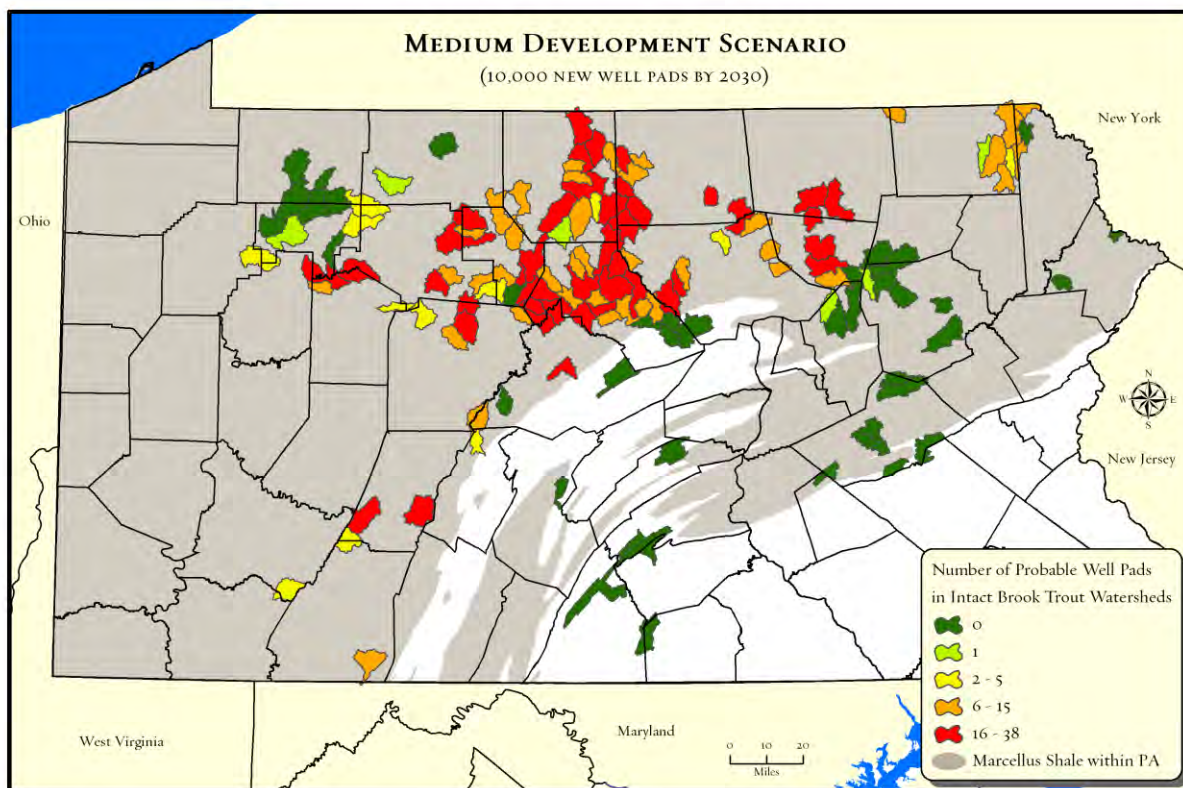 MEDIUM DEVELOPMENT SCENARIO
(10,000 NEW WELL PADS BY 2030)
New York
Ohio
N
W E
S
New Jersey
West Virginia
Maryland
0 10 20
Miles
Number of Probable Well Pads
in Intact Brook Trout Watersheds
0
1
2 - 5
6 - 15
16 - 38
Marcellus Shale within PA